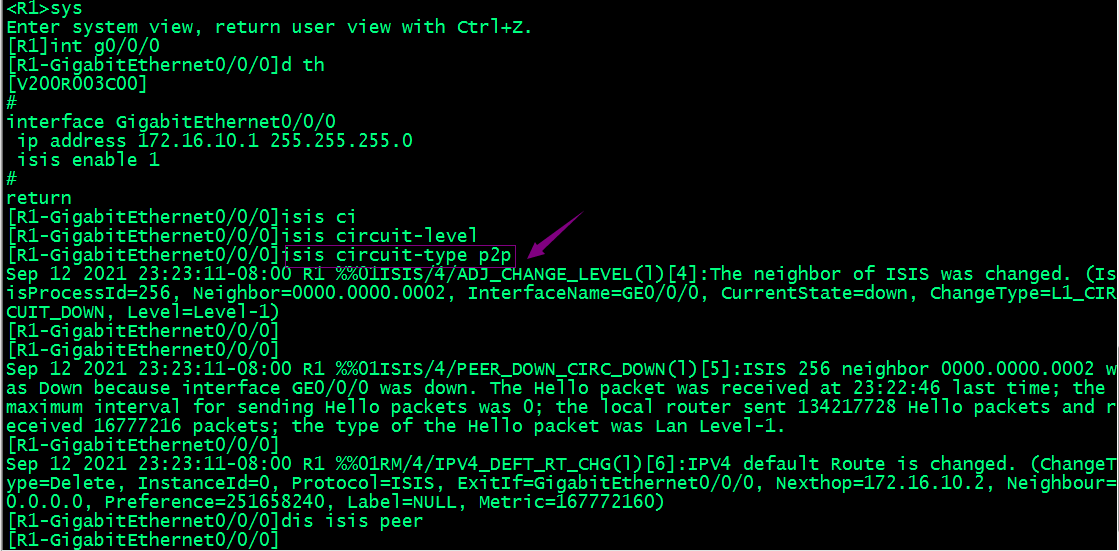 <R1>sys
Enter system view, return user view with Ctrl+Z.
[R1]int g0/0/0
[R1-GigabitEthernet0/0/0]d th
[V200R003C00]
#
interface GigabitEthernet0/0/0
 ip address 172.16.10.1 255.255.255.0
 isis enable 1
#
return
[R1-GigabitEthernet0/0/0]isis ci
[R1-GigabitEthernet0/0/0]isis circuit-level
[R1-GigabitEthernet0/0/0]isis circuit-type p2p
Sep 12 2021 23:23:11-08:00 R1 %%01ISIS/4/ADJ_CHANGE_LEVEL(l)[4]:The neighbor of ISIS was changed. (Is
isProcessId=256, Neighbor=0000.0000.0002, InterfaceName=GE0/0/0, CurrentState=down, ChangeType=L1_CIR
CUIT_DOWN, Level=Level-1)
[R1-GigabitEthernet0/0/0]
[R1-GigabitEthernet0/0/0]
Sep 12 2021 23:23:11-08:00 R1 %%01ISIS/4/PEER_DOWN_CIRC_DOWN(l)[5]:ISIS 256 neighbor 0000.0000.0002 w
as Down because interface GE0/0/0 was down. The Hello packet was received at 23:22:46 last time; the
maximum interval for sending Hello packets was 0; the local router sent 134217728 Hello packets and r
eceived 16777216 packets; the type of the Hello packet was Lan Level-1.
[R1-GigabitEthernet0/0/0]
Sep 12 2021 23:23:11-08:00 R1 %%01RM/4/IPV4_DEFT_RT_CHG(l)[6]:IPV4 default Route is changed. (ChangeT
ype=Delete, InstanceId=0, Protocol=ISIS, ExitIf=GigabitEthernet0/0/0, Nexthop=172.16.10.2, Neighbour=
0.0.0.0, Preference=251658240, Label=NULL, Metric=167772160)
[R1-GigabitEthernet0/0/0]dis isis peer
[R1-GigabitEthernet0/0/0]